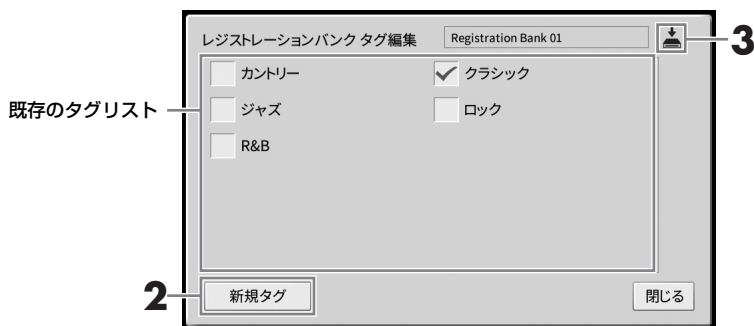 レジストレーションバンク タグ編集 Registration Bank 01 3
カントリー クラシック
既存のタグリスト ジャズ ロック
R&B
2 新規タグ 閉じる